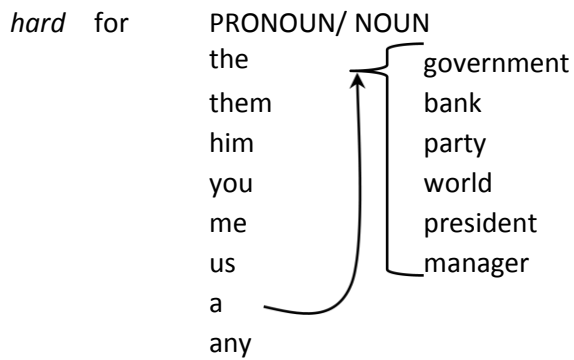 hard for PRONOUN/ NOUN
the government
them bank
him party
you world
me president
us manager
a
any